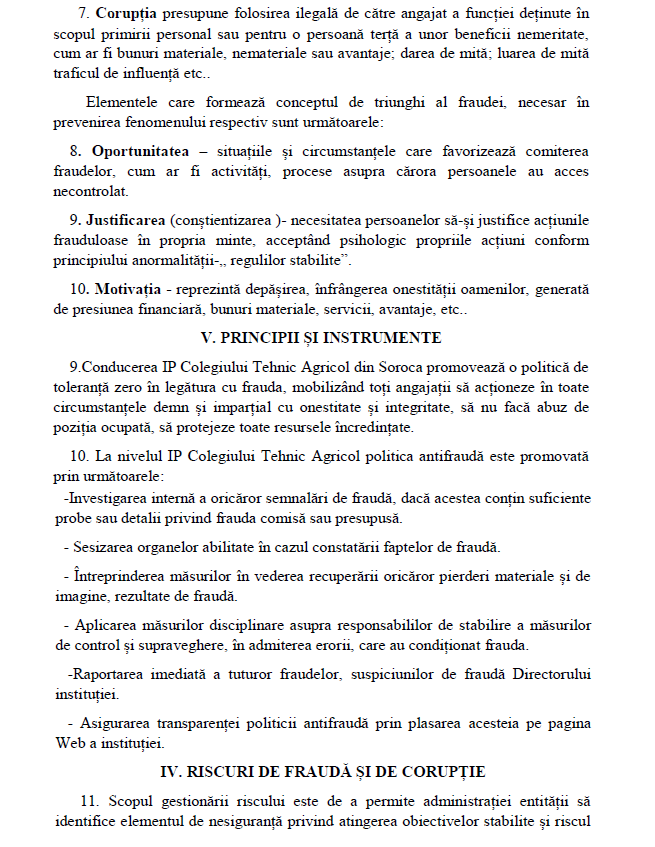 7. Corupția presupune folosirea ilegală de către angajat a funcției deținute în
scopul primirii personal sau pentru o persoană terță a unor beneficii nemeritate,
cum ar fi bunuri materiale, nemateriale sau avantaje; darea de mită; luarea de mită
traficul de influență etc..
Elementele care formează conceptul de triunghi al fraudei, necesar în
prevenirea fenomenului respectiv sunt următoarele:
8. Oportunitatea – situațiile și circumstanțele care favorizează comiterea
fraudelor, cum ar fi activități, procese asupra cărora persoanele au acces
necontrolat.
9. Justificarea (conștientizarea )- necesitatea persoanelor să-și justifice acțiunile
frauduloase în propria minte, acceptând psihologic propriile acțiuni conform
principiului anormalității-,, regulilor stabilite”.
10. Motivația - reprezintă depășirea, înfrângerea onestității oamenilor, generată
de presiunea financiară, bunuri materiale, servicii, avantaje, etc..
V. PRINCIPII ȘI INSTRUMENTE
9.Conducerea IP Colegiului Tehnic Agricol din Soroca promovează o politică de
toleranță zero în legătura cu frauda, mobilizând toți angajații să acționeze în toate
circumstanțele demn și imparțial cu onestitate și integritate, să nu facă abuz de
poziția ocupată, să protejeze toate resursele încredințate.
10. La nivelul IP Colegiului Tehnic Agricol politica antifraudă este promovată
prin următoarele:
-Investigarea internă a oricăror semnalări de fraudă, dacă acestea conțin suficiente
probe sau detalii privind frauda comisă sau presupusă.
- Sesizarea organelor abilitate în cazul constatării faptelor de fraudă.
- Întreprinderea măsurilor în vederea recuperării oricăror pierderi materiale și de
imagine, rezultate de fraudă.
- Aplicarea măsurilor disciplinare asupra responsabililor de stabilire a măsurilor
de control și supraveghere, în admiterea erorii, care au condiționat frauda.
-Raportarea imediată a tuturor fraudelor, suspiciunilor de fraudă Directorului
instituției.
- Asigurarea transparenței politicii antifraudă prin plasarea acesteia pe pagina
Web a instituției.
IV. RISCURI DE FRAUDĂ ȘI DE CORUPȚIE
11. Scopul gestionării riscului este de a permite administrației entității să
identifice elementul de nesiguranță privind atingerea obiectivelor stabilite și riscul